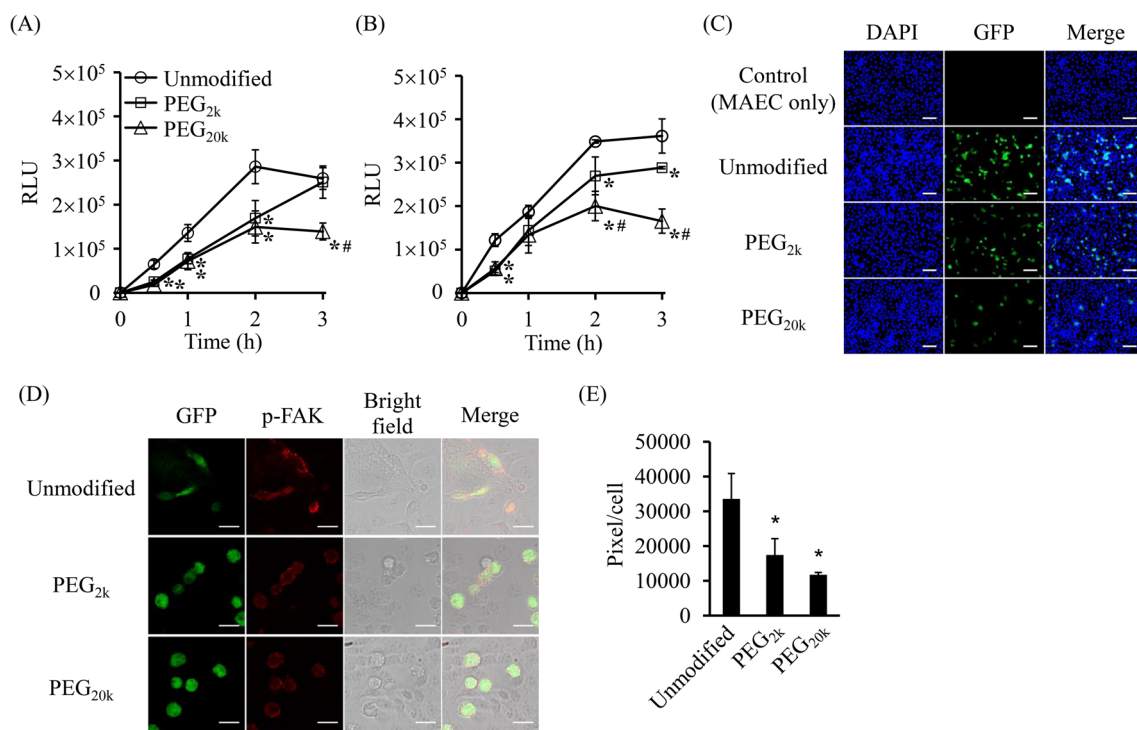 (A)
5×10⁵
4×10⁵
3×10⁵
2×10⁵
1×10⁵
0
RLU
Unmodified
PEG₂ₖ
PEG₂₀ₖ
* *
*
*
*
*
*#
0 1 2 3
Time (h)
(B)
5×10⁵
4×10⁵
3×10⁵
2×10⁵
1×10⁵
0
RLU
*
*
*
*#
*
*#
0 1 2 3
Time (h)
(C)
DAPI GFP Merge
Control
(MAEC only)
Unmodified
PEG₂ₖ
PEG₂₀ₖ
(D)
GFP p-FAK Bright
field Merge
Unmodified
PEG₂ₖ
PEG₂₀ₖ
(E)
50000
40000
30000
20000
10000
0
Pixel/cell
*
*
Unmodified
PEG₂ₖ
PEG₂₀ₖ